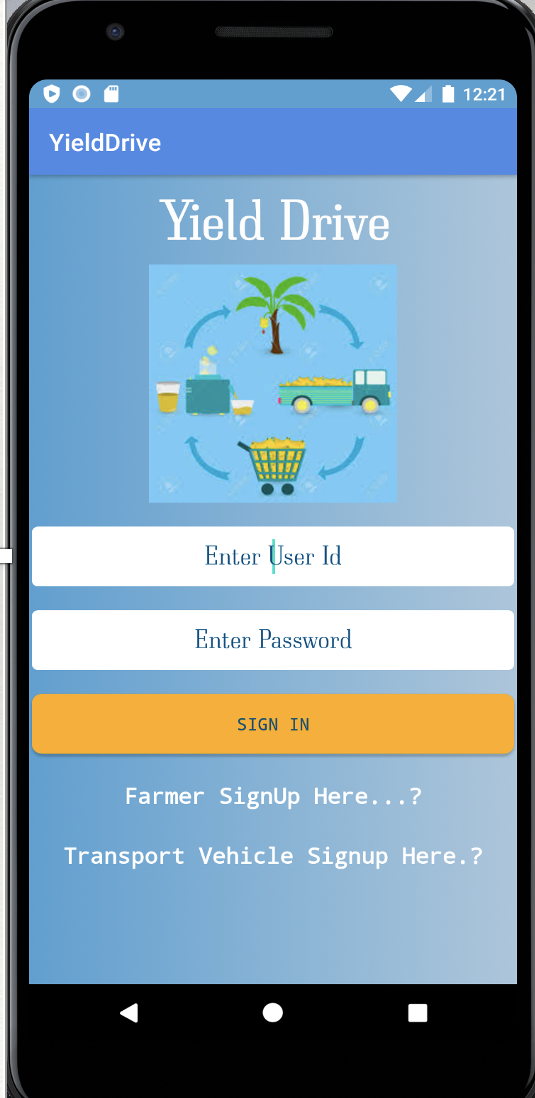 12:21
YieldDrive
Yield Drive
Enter User Id
Enter Password
SIGN IN
Farmer SignUp Here...?
Transport Vehicle Signup Here.?